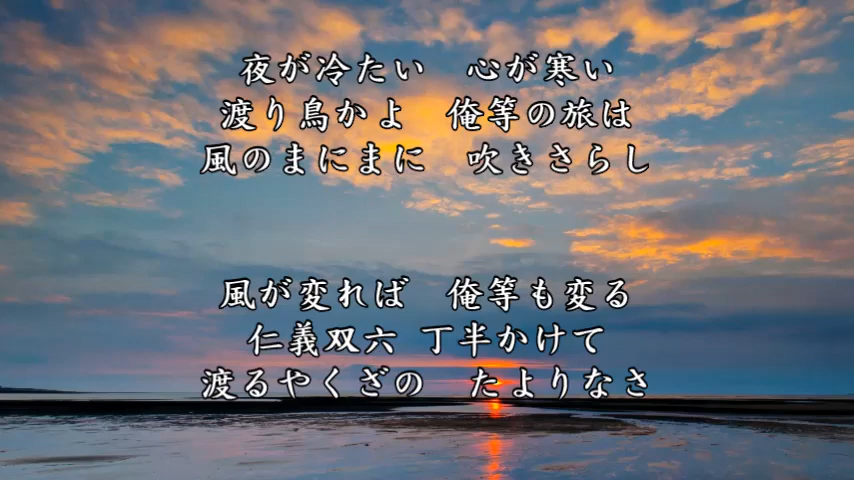 夜が冷たい　心が寒い
渡り鳥かよ　俺等の旅は
風のまにまに　吹きさらし
風が変れば　俺等も変る
仁義双六 丁半かけて
渡るやくざの　たよりなさ